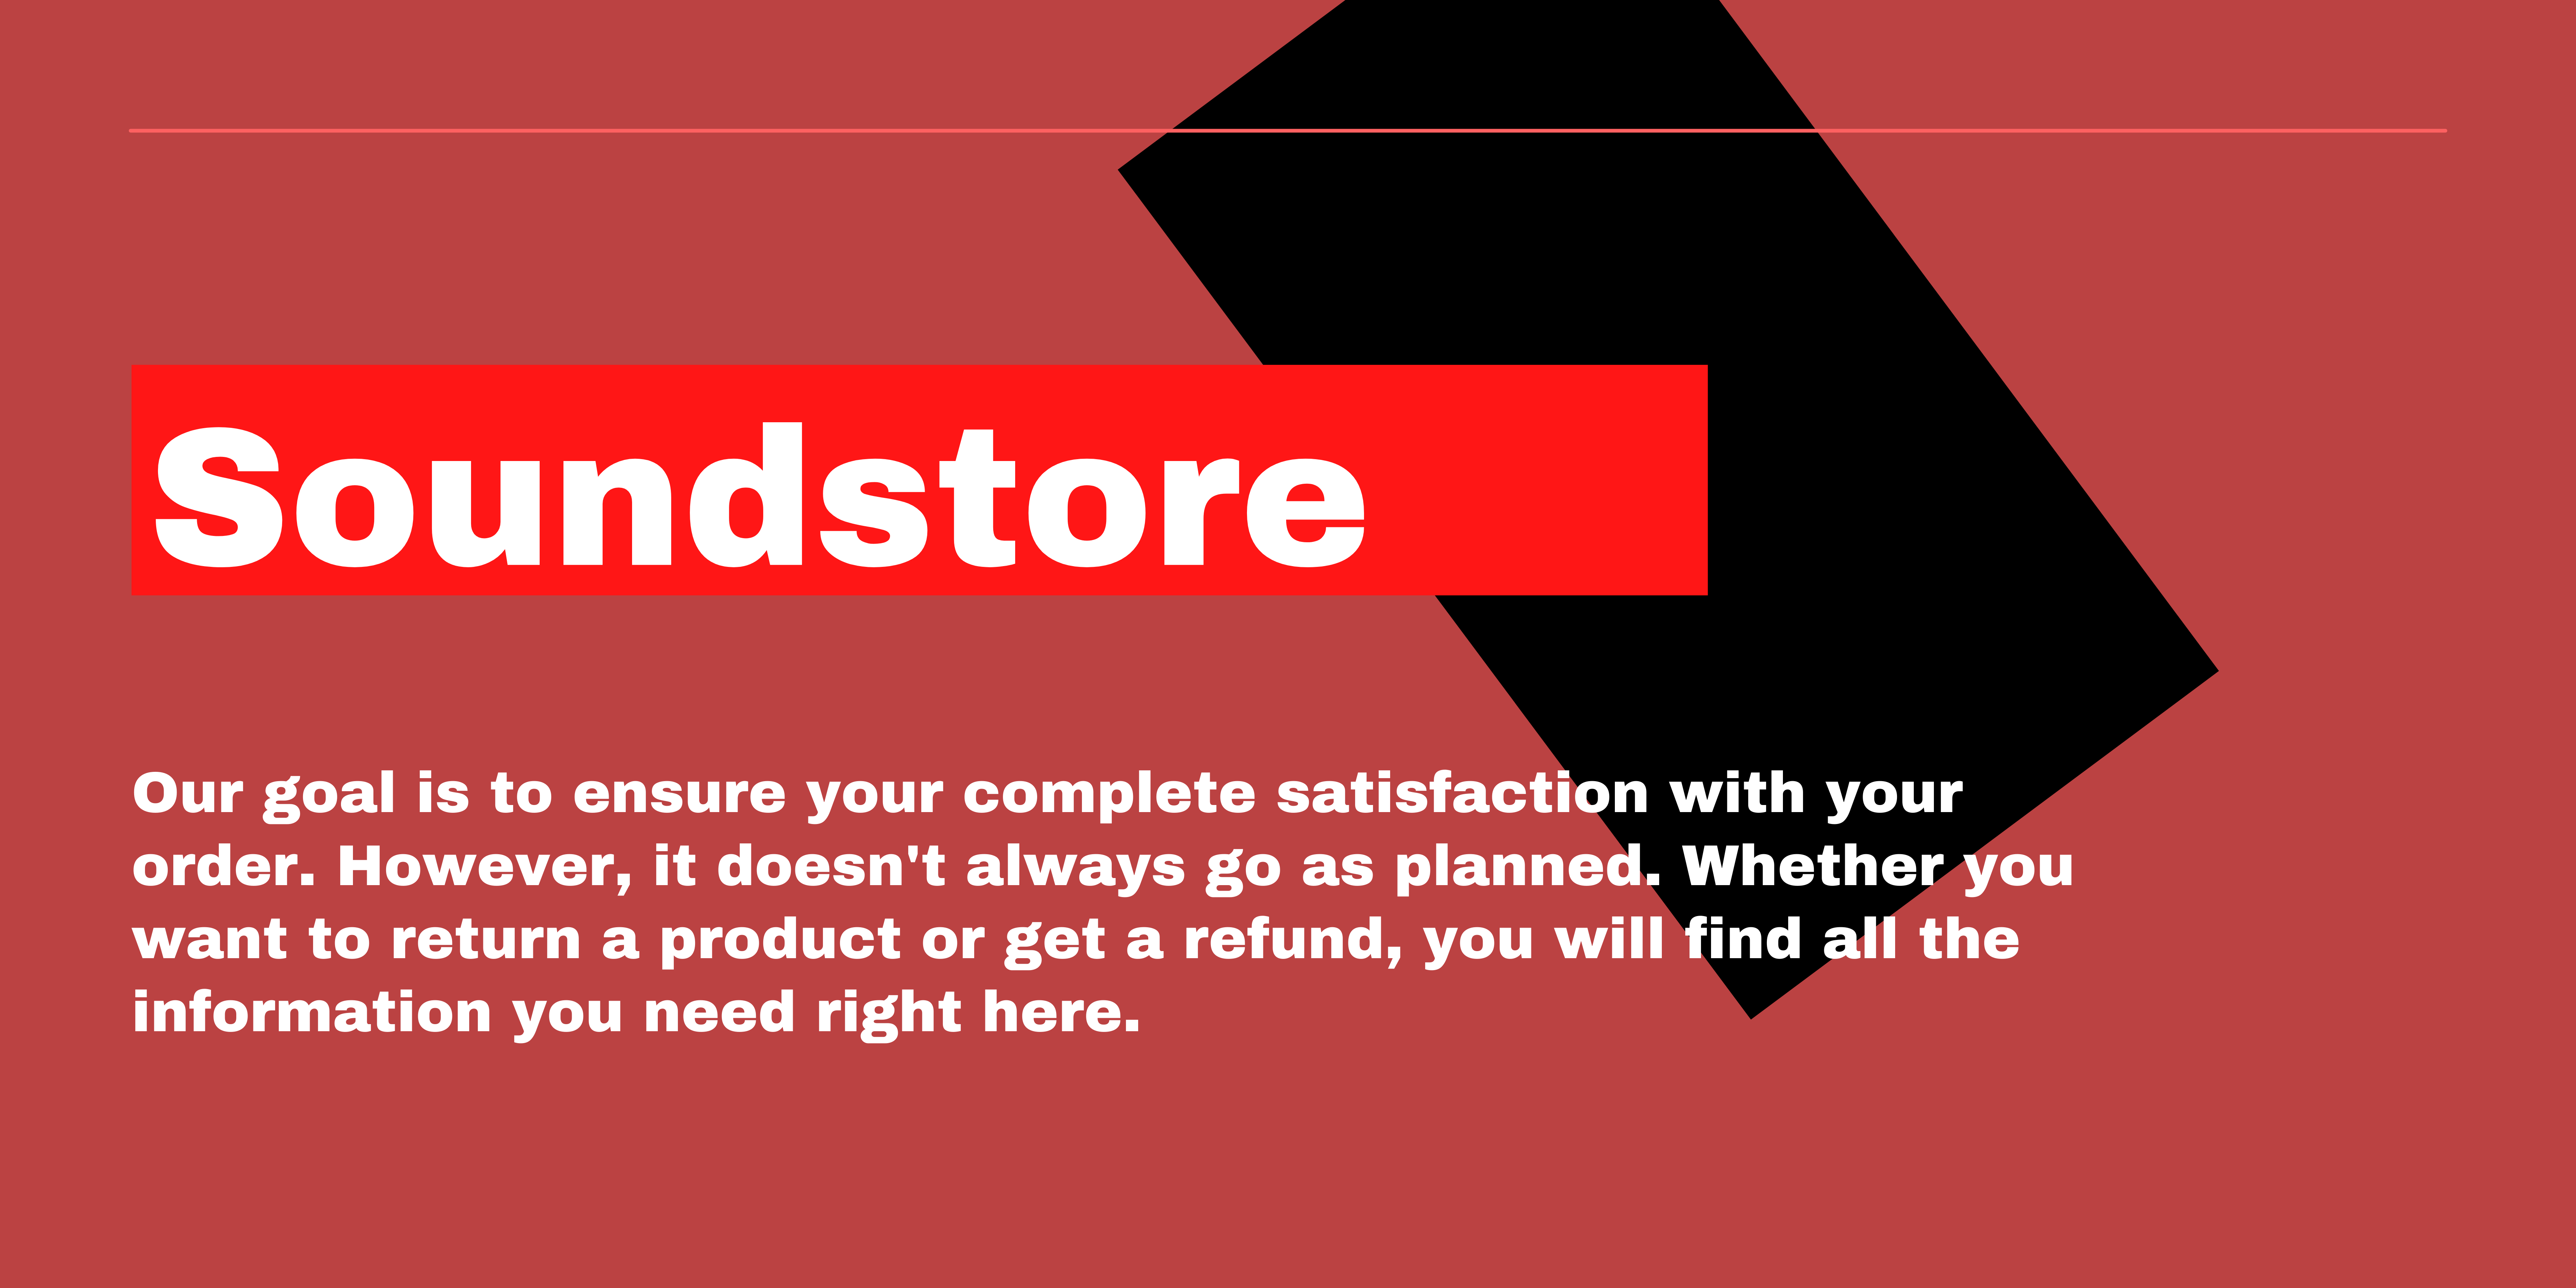 Soundstore
Our goal is to ensure your complete satisfaction with your
order. However, it doesn't always go as planned. Whether you
want to return a product or get a refund, you will find all the
information you need right here.